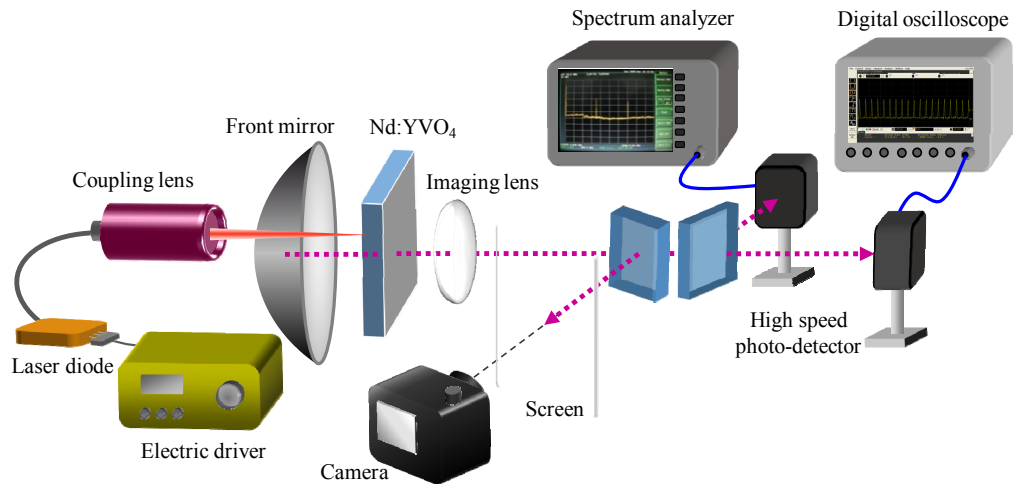 Spectrum analyzer
Digital oscilloscope
Front mirror
Nd:YVO₄
Coupling lens
Imaging lens
Laser diode
High speed
photo-detector
Screen
Electric driver
Camera